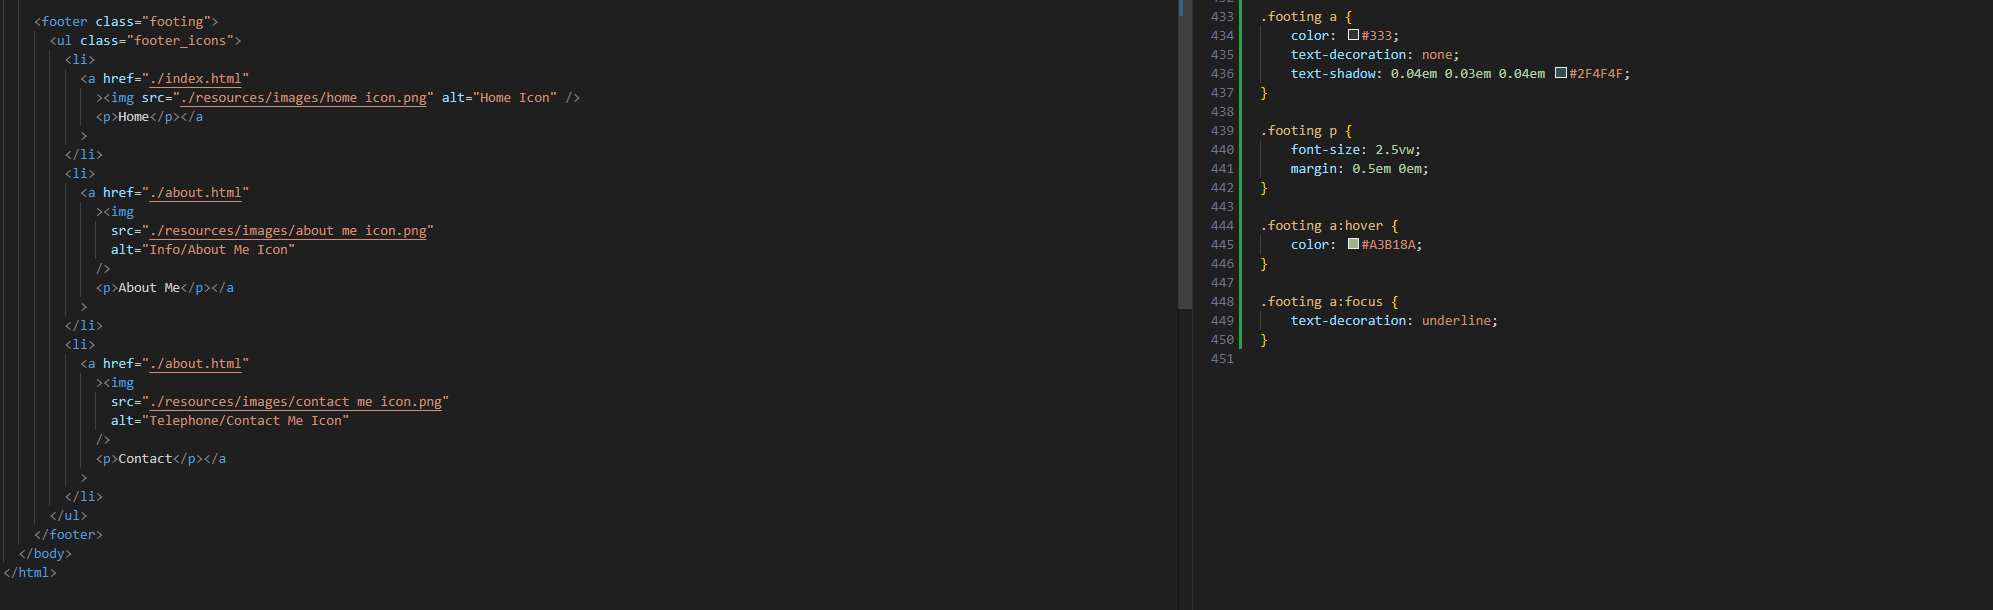 <footer class="footing">
<ul class="footer_icons">
<li>
<a href="./index.html"
><img src="./resources/images/home icon.png" alt="Home Icon" />
<p>Home</p></a
>
</li>
<li>
<a href="./about.html"
><img
src="./resources/images/about me icon.png"
alt="Info/About Me Icon"
/>
<p>About Me</p></a
>
</li>
<li>
<a href="./about.html"
><img
src="./resources/images/contact me icon.png"
alt="Telephone/Contact Me Icon"
/>
<p>Contact</p></a
>
</li>
</ul>
</footer>
</body>
</html>
433 .footing a {
434 color: #333;
435 text-decoration: none;
436 text-shadow: 0.04em 0.03em 0.04em #2F4F4F;
437 }
438
439 .footing p {
440 font-size: 2.5vw;
441 margin: 0.5em 0em;
442 }
443
444 .footing a:hover {
445 color: #A3B18A;
446 }
447
448 .footing a:focus {
449 text-decoration: underline;
450 }
451